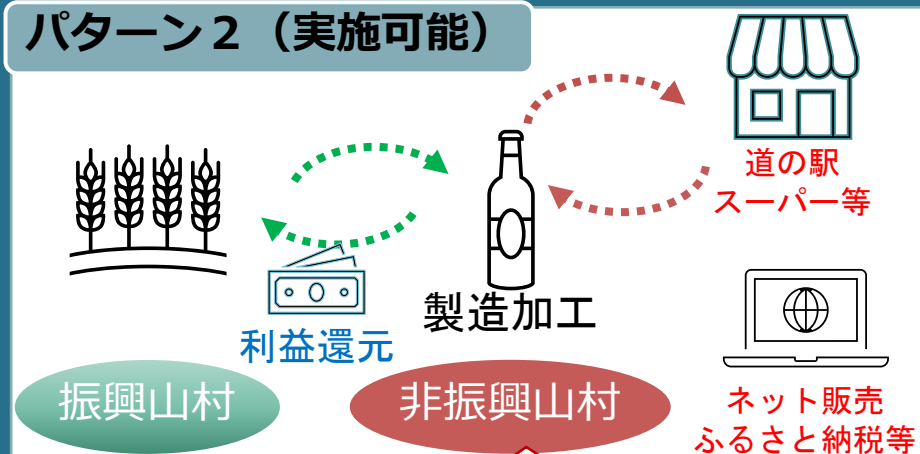 パターン２（実施可能）
道の駅
スーパー等
製造加工
利益還元
振興山村
非振興山村
ネット販売
ふるさと納税等